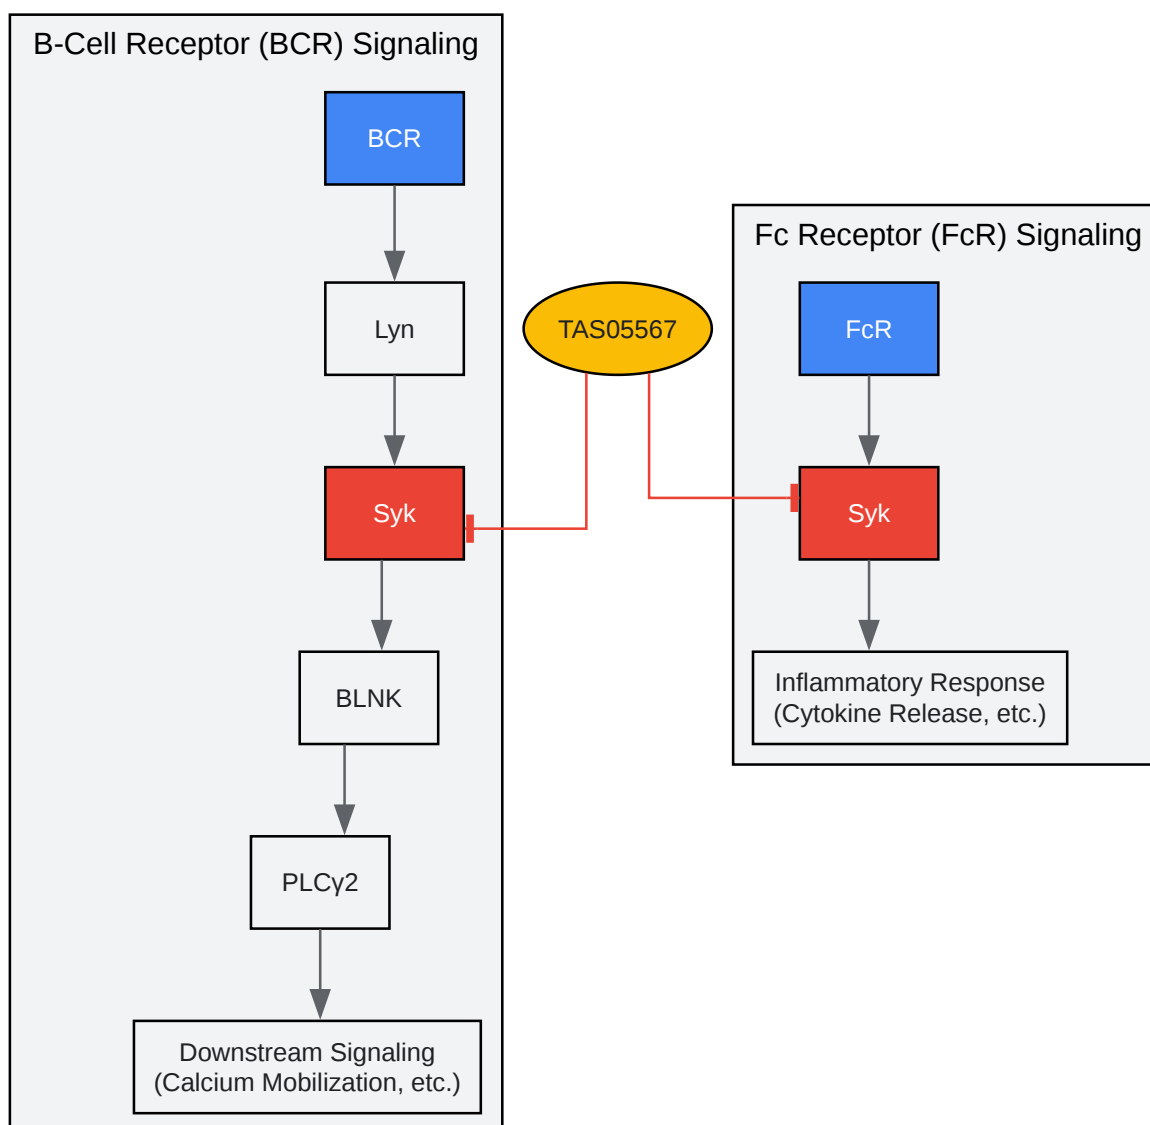 B-Cell Receptor (BCR) Signaling
BCR
Lyn
Syk
BLNK
PLCγ2
Downstream Signaling
(Calcium Mobilization, etc.)
TAS05567
Fc Receptor (FcR) Signaling
FcR
Syk
Inflammatory Response
(Cytokine Release, etc.)